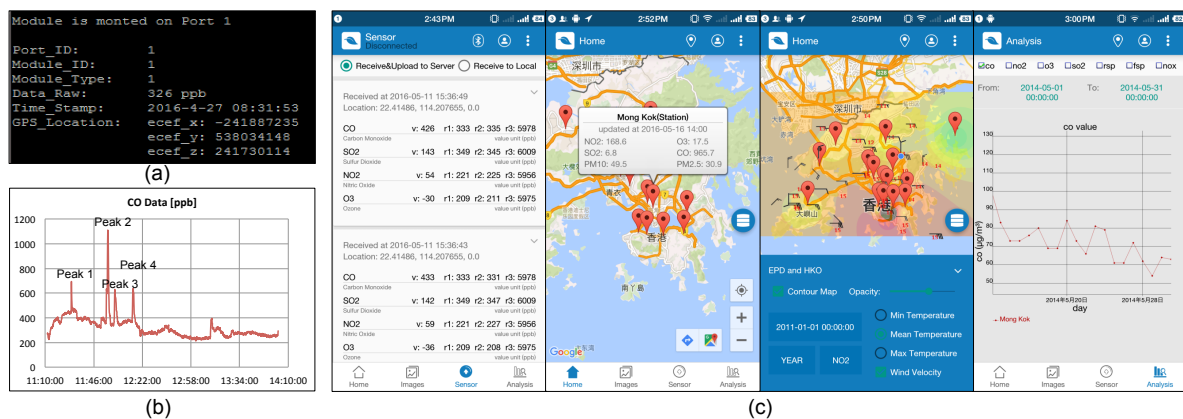 Module is monted on Port 1
Port_ID: 1
Module_ID: 1
Module_Type: 1
Data_Raw: 326 ppb
Time_Stamp: 2016-4-27 08:31:53
GPS_Location: ecef_x: -241887235
ecef_y: 538034148
ecef_z: 241730114
(a)
CO Data [ppb]
1200
1000
800
600
400
200
0
Peak 1
Peak 2
Peak 3
Peak 4
11:10:00 11:46:00 12:22:00 12:58:00 13:34:00 14:10:00
(b)
2:43PM
Sensor
Disconnected
Receive&Upload to Server Receive to Local
Received at 2016-05-11 15:36:49
Location: 22.41486, 114.207655, 0.0
CO v: 426 r1: 333 r2: 335 r3: 5978
Carbon Monoxide value unit (ppb)
SO2 v: 143 r1: 349 r2: 345 r3: 6009
Sulfur Dioxide value unit (ppb)
NO2 v: 54 r1: 221 r2: 225 r3: 5956
Nitric Oxide value unit (ppb)
O3 v: -30 r1: 209 r2: 211 r3: 5975
Ozone value unit (ppb)
Received at 2016-05-11 15:36:43
Location: 22.41486, 114.207655, 0.0
CO v: 433 r1: 333 r2: 331 r3: 5978
Carbon Monoxide value unit (ppb)
SO2 v: 142 r1: 349 r2: 347 r3: 6009
Sulfur Dioxide value unit (ppb)
NO2 v: 59 r1: 221 r2: 227 r3: 5956
Nitric Oxide value unit (ppb)
O3 v: -36 r1: 209 r2: 208 r3: 5975
Ozone value unit (ppb)
Home Images Sensor Analysis
2:52PM
Home
深圳市
Mong Kok(Station)
updated at 2016-05-16 14:00
NO2: 168.6 O3: 17.5
SO2: 6.8 CO: 965.7
PM10: 49.5 PM2.5: 30.9
青衣
香港
南丫島
Google
Home Images Sensor Analysis
2:50PM
Home
深圳市
大嶼山
香港
EPD and HKO
Contour Map Opacity:
2011-01-01 00:00:00
YEAR NO2
Min Temperature
Mean Temperature
Max Temperature
Wind Velocity
Home Images Sensor Analysis
3:00PM
Analysis
co no2 o3 so2 rsp fsp nox
From: 2014-05-01 00:00:00 To: 2014-05-31 00:00:00
co value
130
110
100
90
80
70
60
50
co (μg/m³)
2014年5月20日 2014年5月28日
day
Mong Kok
Home Images Sensor Analysis
(c)